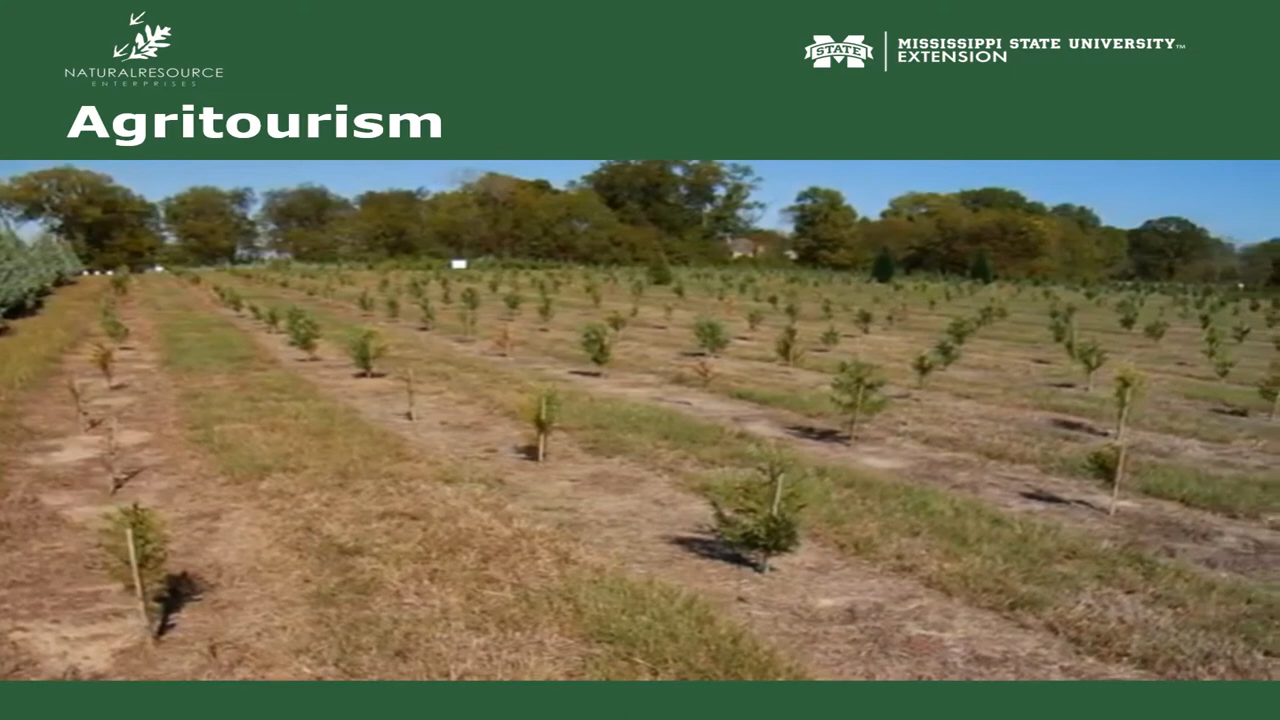 NATURALRESOURCE
ENTERPRISES
STATE
MISSISSIPPI STATE UNIVERSITY™
EXTENSION
Agritourism